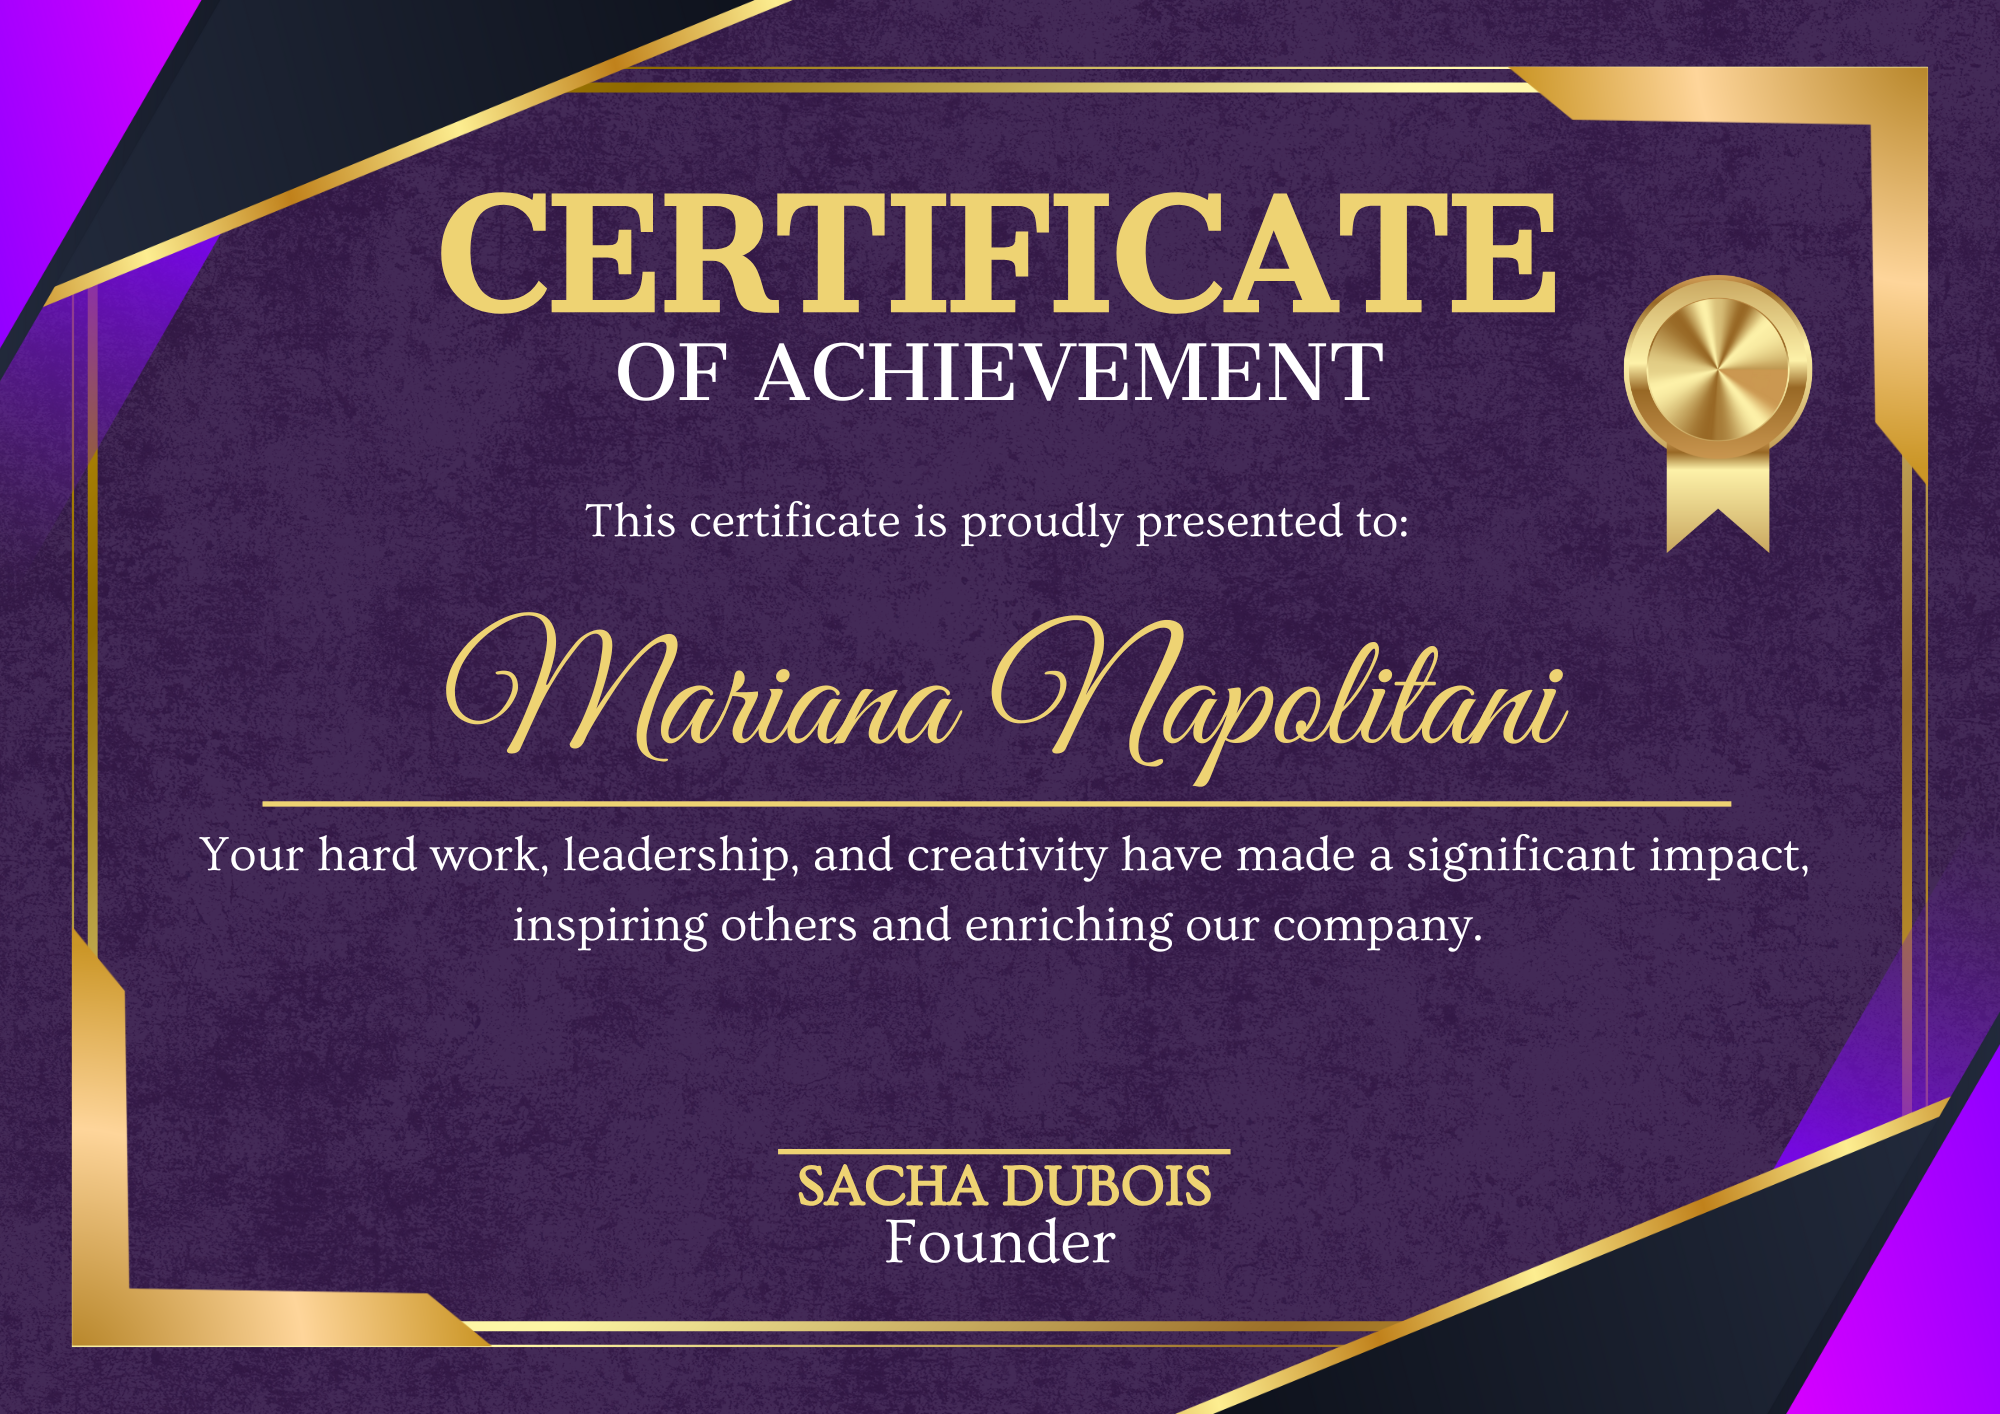 CERTIFICATE
OF ACHIEVEMENT
This certificate is proudly presented to:
Mariana Napolitani
Your hard work, leadership, and creativity have made a significant impact,
inspiring others and enriching our company.
SACHA DUBOIS
Founder